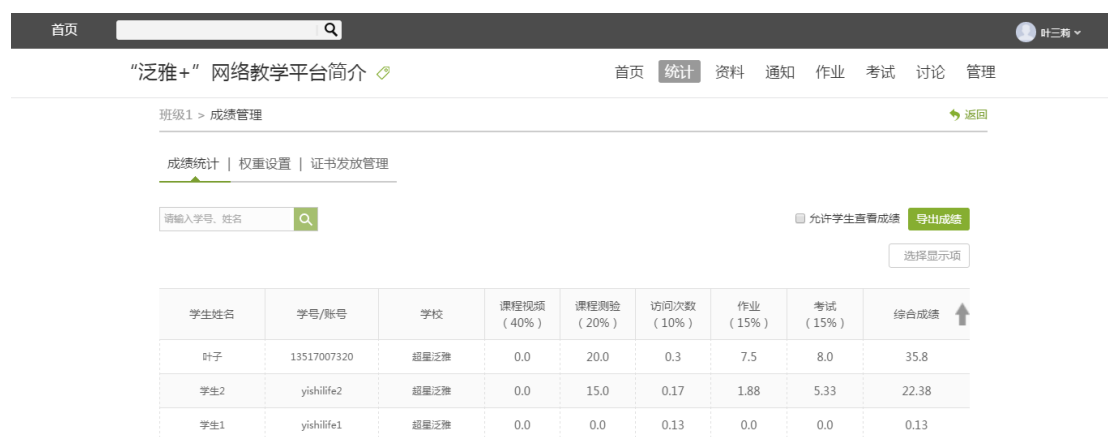 首页
叶三莉
“泛雅+”网络教学平台简介
首页 统计 资料 通知 作业 考试 讨论 管理
班级1 > 成绩管理
返回
成绩统计 | 权重设置 | 证书发放管理
请输入学号、姓名
允许学生查看成绩 导出成绩
选择显示项
学生姓名 学号/账号 学校 课程视频（40%） 课程测验（20%） 访问次数（10%） 作业（15%） 考试（15%） 综合成绩
叶子 13517007320 超星泛雅 0.0 20.0 0.3 7.5 8.0 35.8
学生2 yishilife2 超星泛雅 0.0 15.0 0.17 1.88 5.33 22.38
学生1 yishilife1 超星泛雅 0.0 0.0 0.13 0.0 0.0 0.13